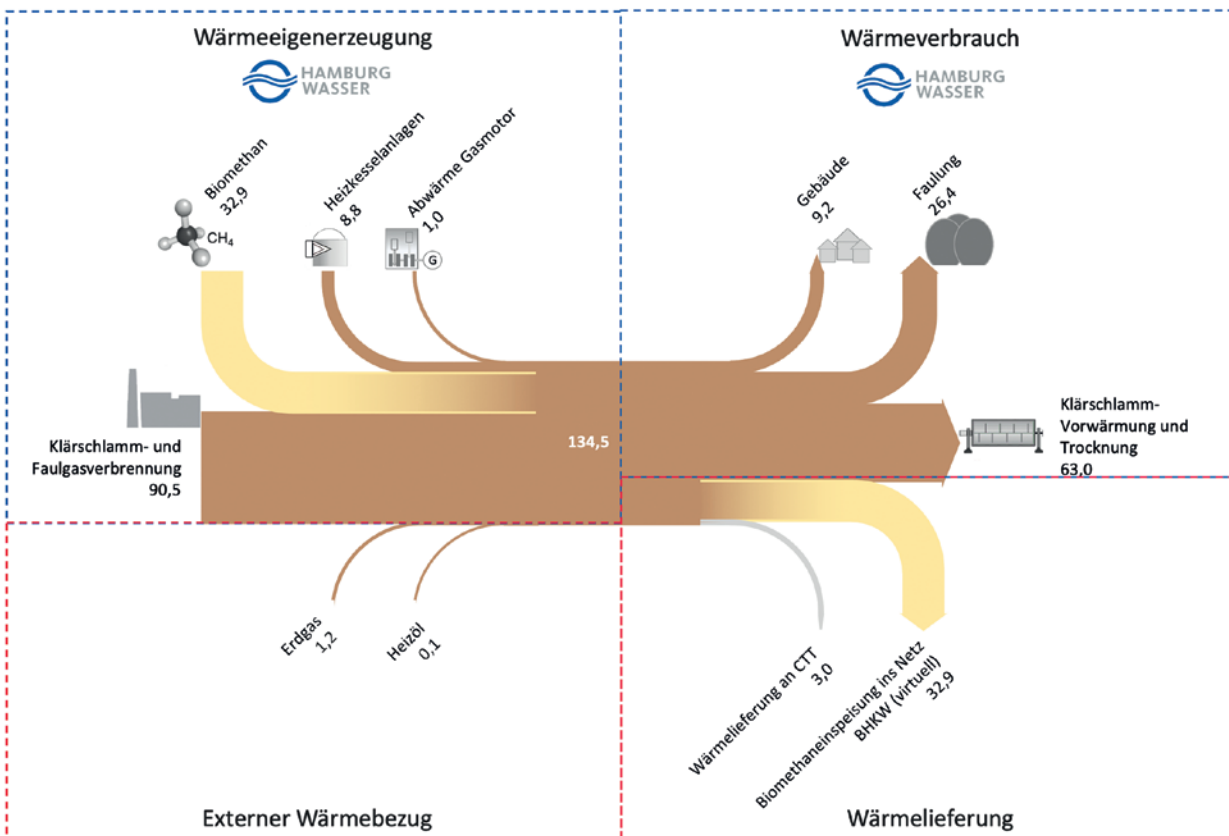 Wärmeeigenerzeugung
HAMBURG
WASSER
Biomethan
32,9
CH₄
Heizkesselanlagen
8,8
Abwärme Gasmotor
1,0
G
Klärschlamm- und
Faulgasverbrennung
90,5
134,5
Wärmeverbrauch
HAMBURG
WASSER
Gebäude
9,2
Faulung
26,4
Klärschlamm-
Vorwärmung und
Trocknung
63,0
Erdgas
1,2
Heizöl
0,1
Externer Wärmebezug
Wärmelieferung an CTT
3,0
Biomethaneinspeisung ins Netz
BHKW (virtuell)
32,9
Wärmelieferung